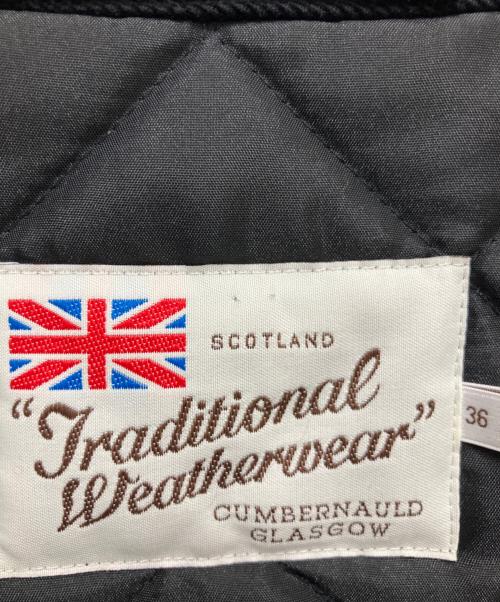 SCOTLAND
"Traditional
Weatherwear"
CUMBERNAULD
GLASGOW
36